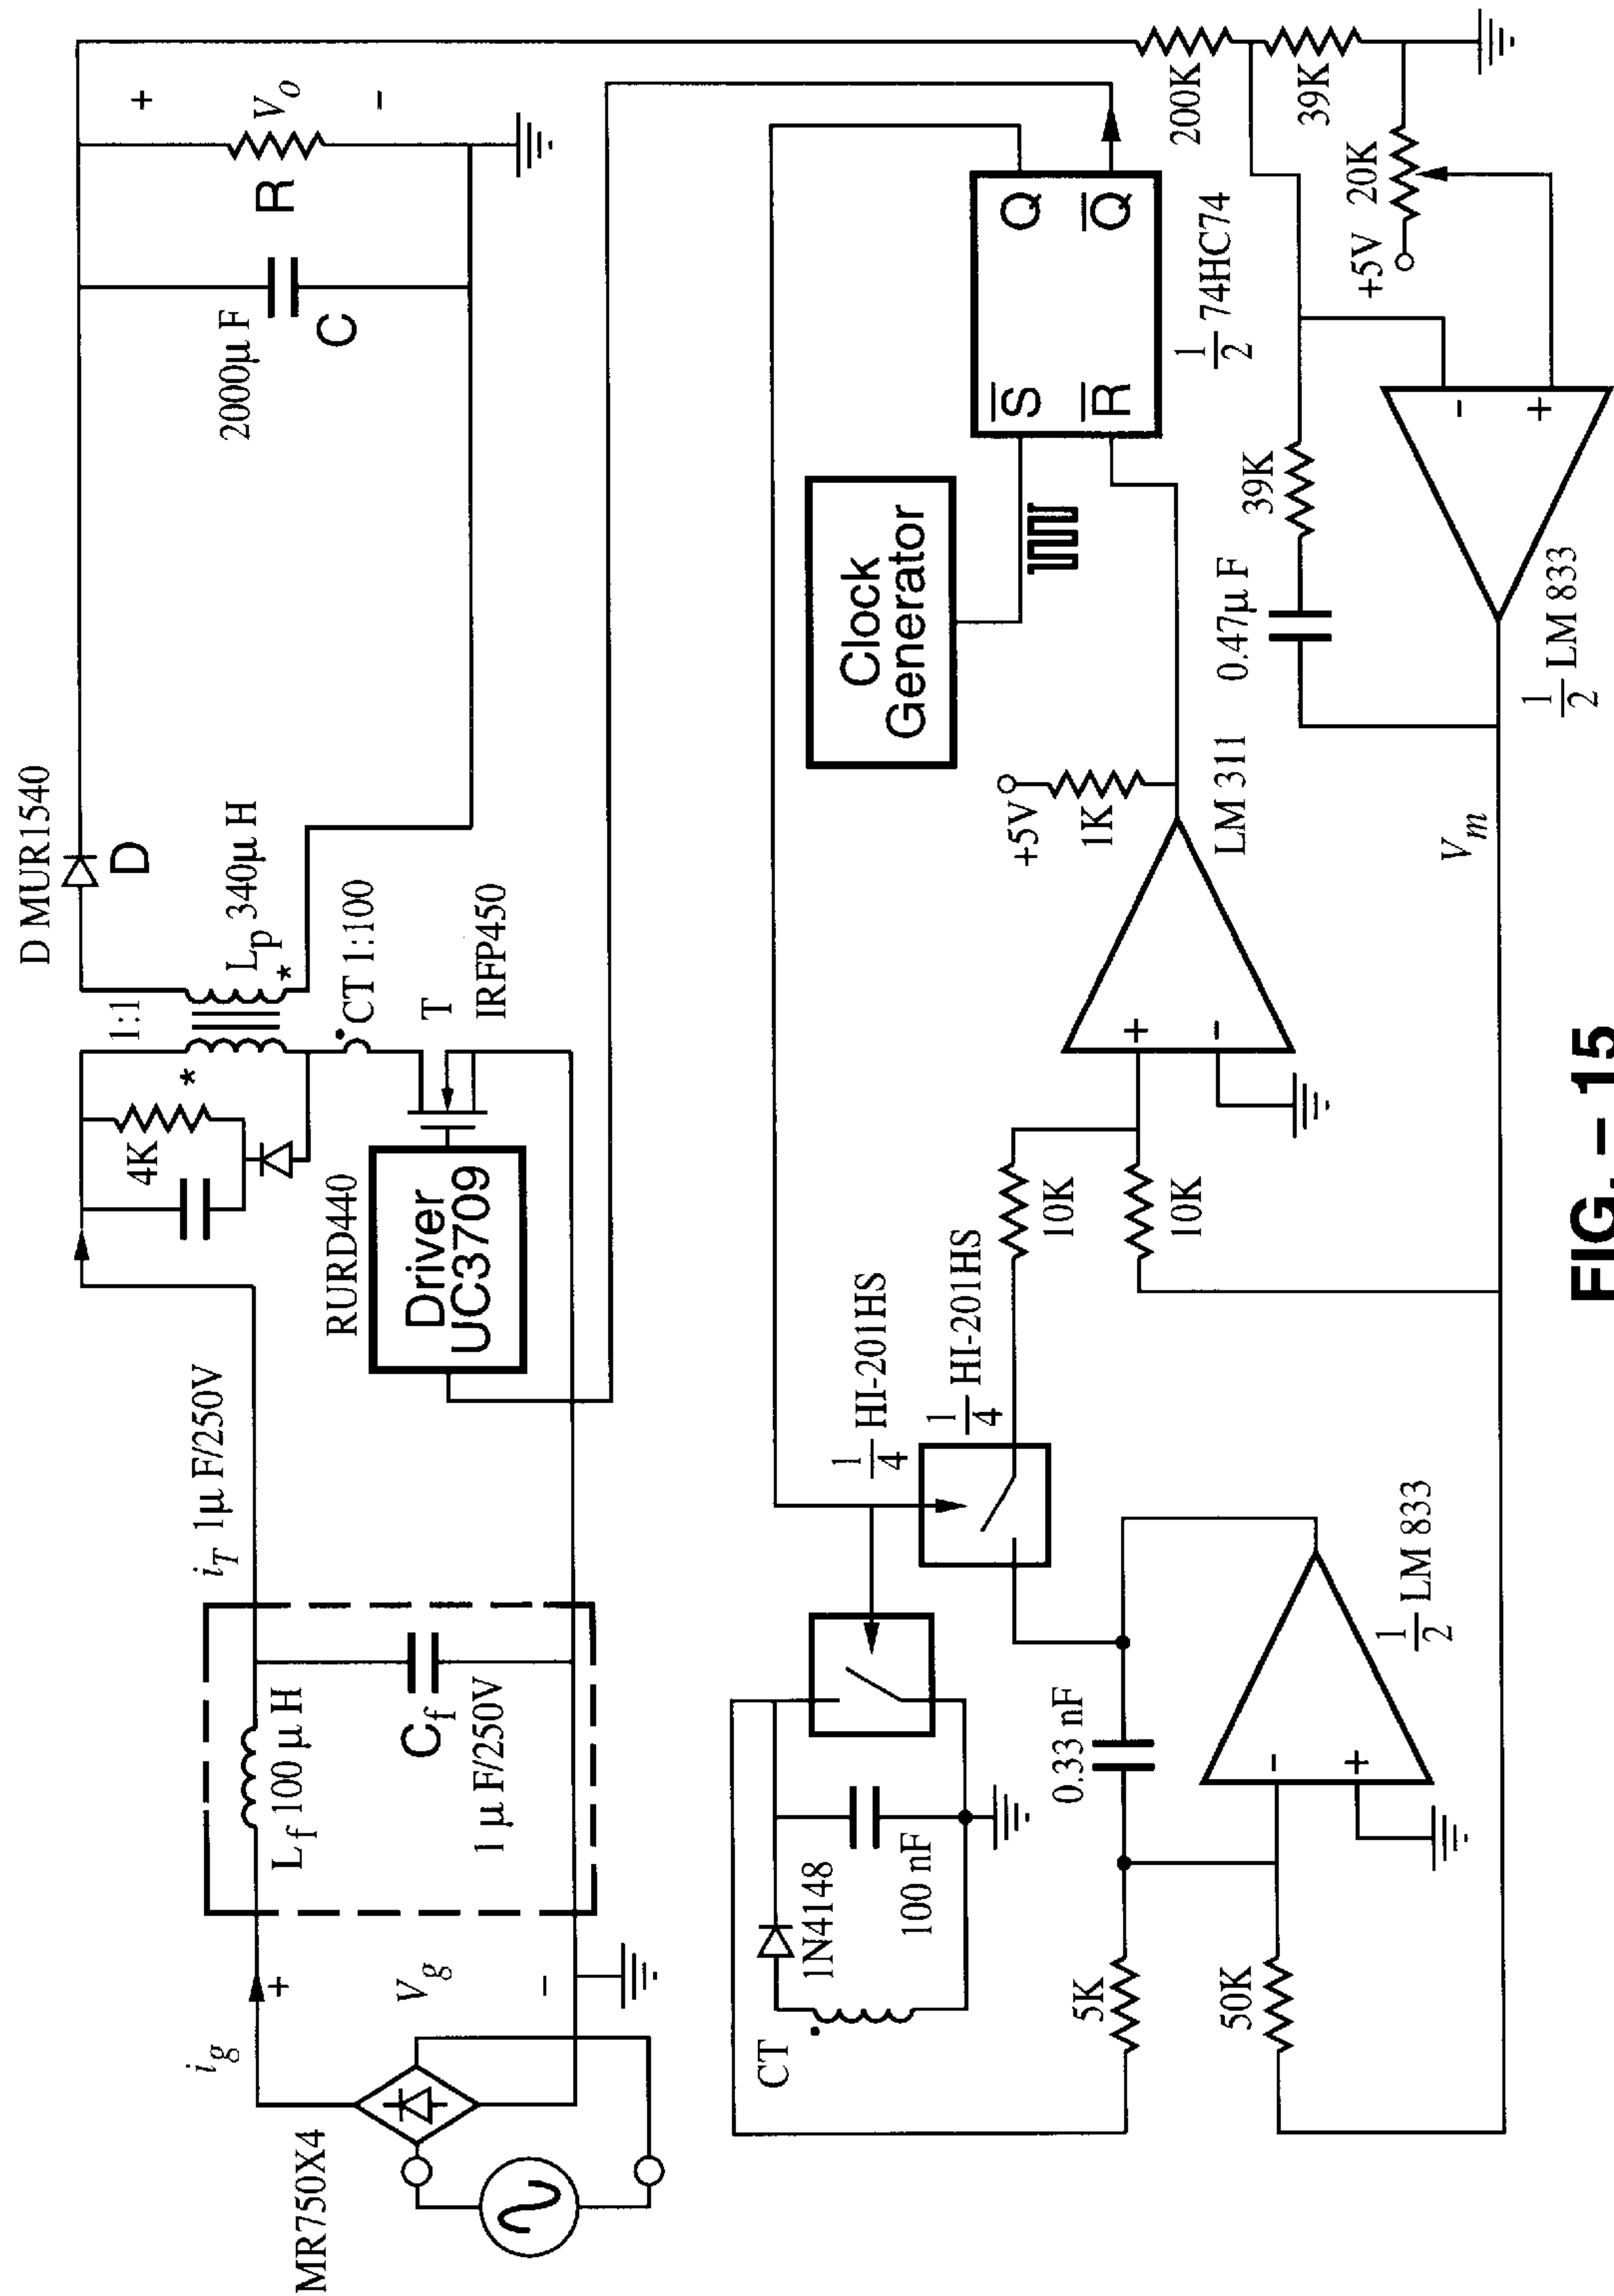 MR750X4
i_g
V_g
+
−
L_f 100 μH
C_f
1 μF/250V
i_T 1μ F/250V
RURD440
Driver
UC3709
4K
*
1:1
L_p 340μ H
*
CT 1:100
T
IRFP450
D MUR1540
D
2000μ F
C
R
+
V_o
-
CT
1N4148
100 nF
1/4 HI-201HS
1/4 HI-201HS
5K
50K
0.33 nF
-
+
1/2 LM 833
10K
10K
+
-
+5V
1K
LM 311
Clock
Generator
S̅
R̅
Q
Q̅
1/2 74HC74
200K
39K
20K
+5V
39K
0.47μ F
-
+
1/2 LM 833
V_m
FIG. – 15